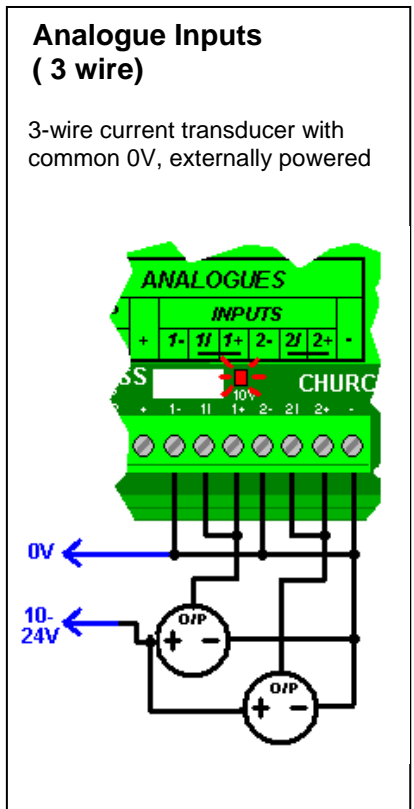 Analogue Inputs
( 3 wire)
3-wire current transducer with
common 0V, externally powered
ANALOGUES
INPUTS
+ 1- 1I 1+ 2- 2I 2+ -
SS CHURC
10V
+ 1- 1I 1+ 2- 2I 2+ -
0V
10-
24V
O/P
+ -
O/P
+ -